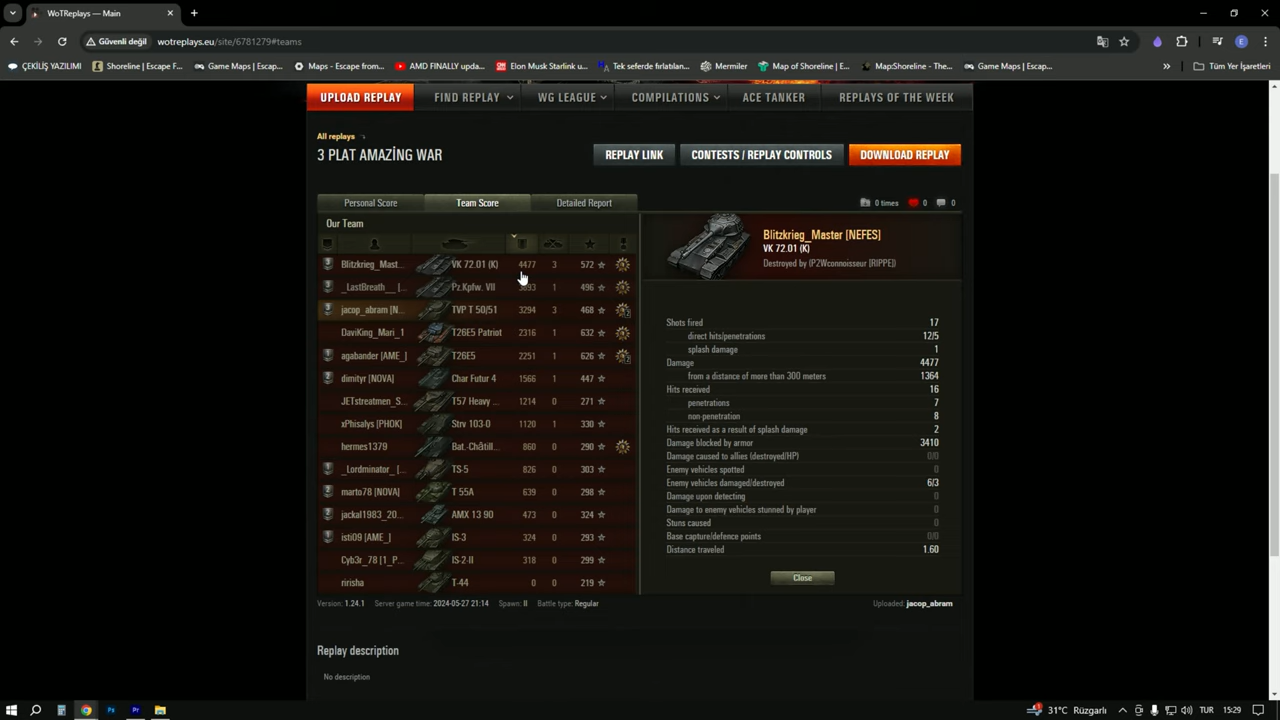 WoTReplays — Main
Güvenli değil
wotreplays.eu/site/6781279#teams
ÇEKİLİŞ YAZILIMI
Shoreline | Escape F...
Game Maps | Escap...
Maps - Escape from...
AMD FINALLY upda...
Elon Musk Starlink u...
Tek seferde fırlatılan...
Mermiler
Map of Shoreline | E...
MapShoreline - The...
Game Maps | Escap...
Tüm Yer İşaretleri
UPLOAD REPLAY
FIND REPLAY
WG LEAGUE
COMPILATIONS
ACE TANKER
REPLAYS OF THE WEEK
All replays
3 PLAT AMAZİNG WAR
REPLAY LINK
CONTESTS / REPLAY CONTROLS
DOWNLOAD REPLAY
Personal Score
Team Score
Detailed Report
0 times
0
0
Our Team
Blitzkrieg_Mast... VK 72.01 (K) 4477 3 572
_LastBreath__ [... Pz.Kpfw. VII 1 496
jacop_abram [N... TVP T 50/51 3294 3 468
DaviKing_Mari_1 T26E5 Patriot 2316 1 632
agabander [AME_] T26E5 2251 1 626
dimityr [NOVA] Char Futur 4 1566 1 447
JETstreatmen_S... T57 Heavy ... 1214 0 271
xPhisalys [PHOK] Strv 103-0 1120 1 330
hermes1379 Bat.-Châtill... 860 0 290
_Lordminator_ [... TS-5 826 0 303
marto78 [NOVA] T 55A 639 0 298
jackal1983_20... AMX 13 90 473 0 324
isti09 [AME_] IS-3 324 0 293
Cyb3r_78 [1_P... IS-2-II 318 0 299
ririsha T-44 0 0 219
Blitzkrieg_Master [NEFES]
VK 72.01 (K)
Destroyed by (P2Wconnoisseur [RIPPE])
Shots fired 17
direct hits/penetrations 12/5
splash damage 1
Damage 4477
from a distance of more than 300 meters 1364
Hits received 16
penetrations 7
non-penetration 8
Hits received as a result of splash damage 2
Damage blocked by armor 3410
Damage caused to allies (destroyed/HP) 0/0
Enemy vehicles spotted 0
Enemy vehicles damaged/destroyed 6/3
Damage upon detecting 0
Damage to enemy vehicles stunned by player 0
Stuns caused 0
Base capture/defence points 0/0
Distance traveled 1.60
Close
Version: 1.24.1 Server game time: 2024-05-27 21:14 Spawn: II Battle type: Regular
Uploaded: jacop_abram
Replay description
No description
31°C Rüzgarlı
TUR
15:29